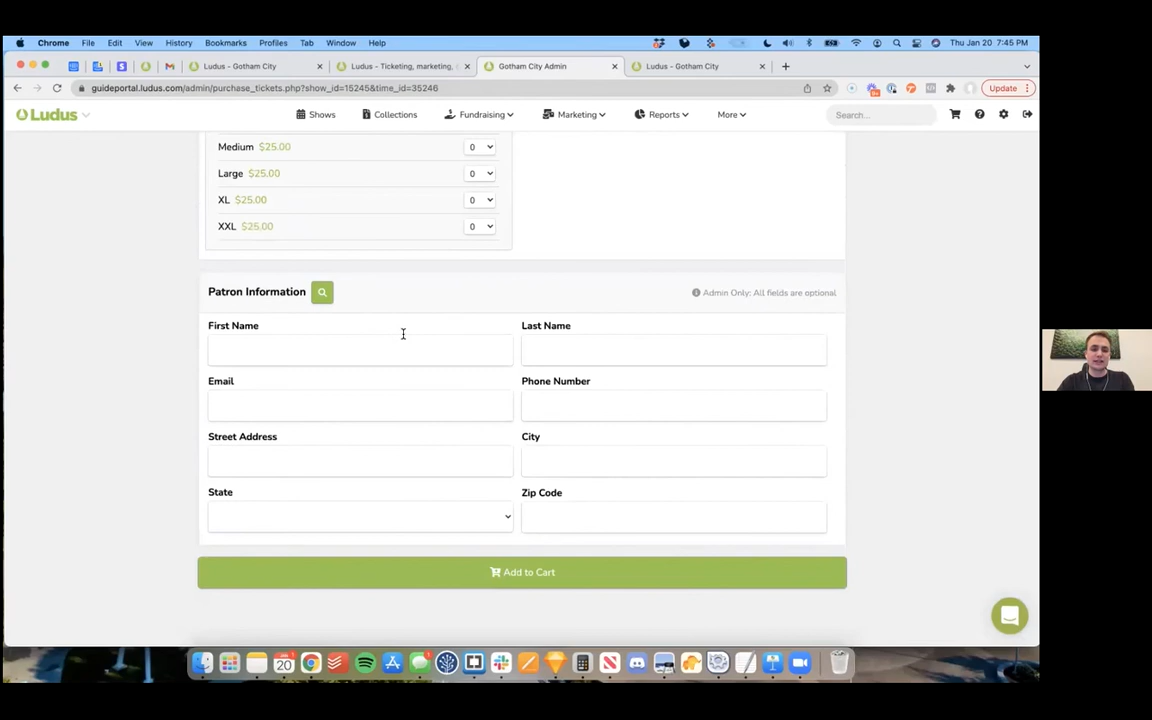 Chrome File Edit View History Bookmarks Profiles Tab Window Help Thu Jan 20 7:45 PM
Ludus - Gotham City Ludus - Ticketing, marketing, Gotham City Admin Ludus - Gotham City
guideportal.ludus.com/admin/purchase_tickets.php?show_id=15245&time_id=35246 Update
Ludus Shows Collections Fundraising Marketing Reports More Search...
Medium $25.00 0
Large $25.00 0
XL $25.00 0
XXL $25.00 0
Patron Information Admin Only: All fields are optional
First Name Last Name
Email Phone Number
Street Address City
State Zip Code
Add to Cart
20